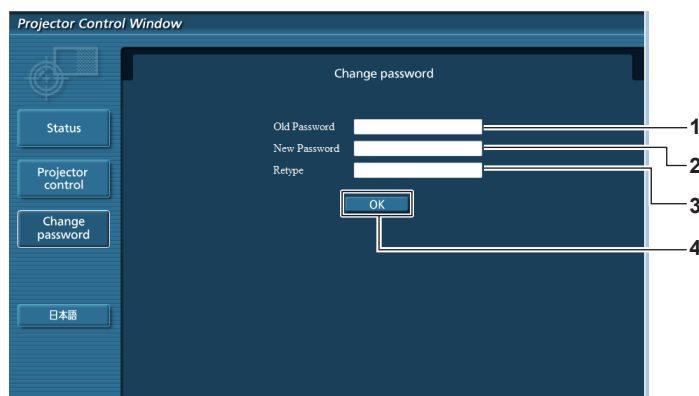 Projector Control Window
Change password
Status
Projector
control
Change
password
日本語
Old Password
New Password
Retype
OK
1
2
3
4